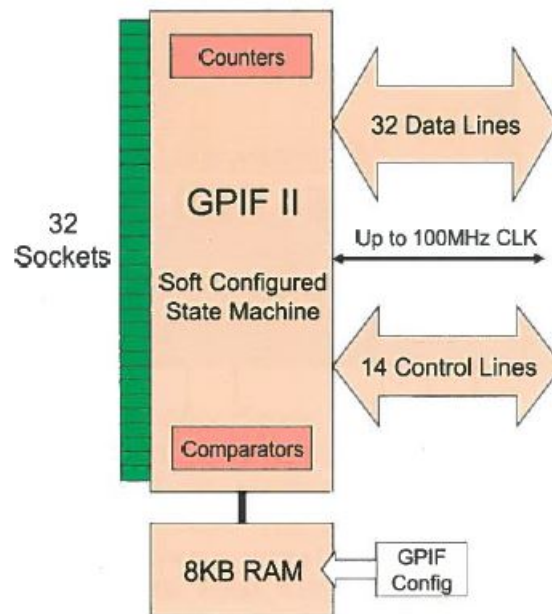 Counters
32 Data Lines
GPIF II
32
Sockets
Up to 100MHz CLK
Soft Configured
State Machine
14 Control Lines
Comparators
8KB RAM
GPIF
Config